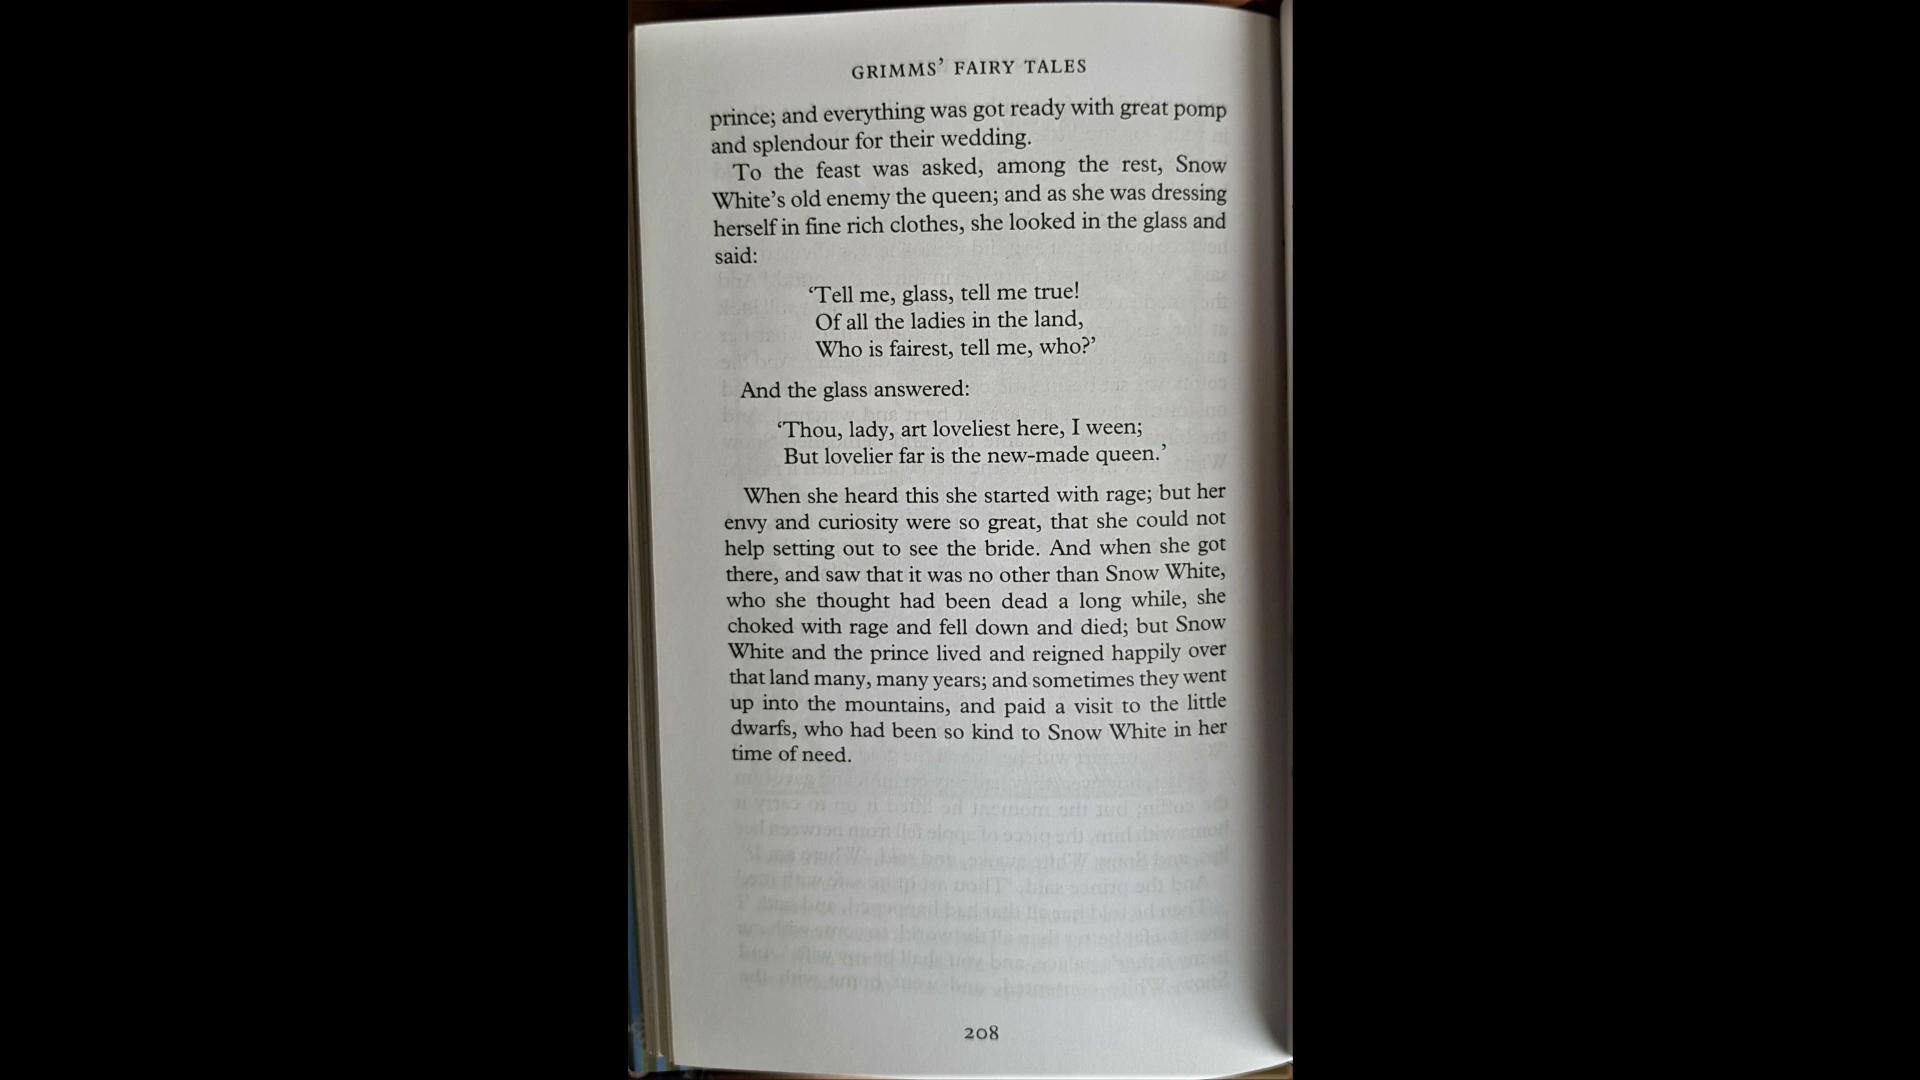 GRIMMS’ FAIRY TALES
prince; and everything was got ready with great pomp
and splendour for their wedding.
To the feast was asked, among the rest, Snow
White’s old enemy the queen; and as she was dressing
herself in fine rich clothes, she looked in the glass and
said:
‘Tell me, glass, tell me true!
Of all the ladies in the land,
Who is fairest, tell me, who?’
And the glass answered:
‘Thou, lady, art loveliest here, I ween;
But lovelier far is the new-made queen.’
When she heard this she started with rage; but her
envy and curiosity were so great, that she could not
help setting out to see the bride. And when she got
there, and saw that it was no other than Snow White,
who she thought had been dead a long while, she
choked with rage and fell down and died; but Snow
White and the prince lived and reigned happily over
that land many, many years; and sometimes they went
up into the mountains, and paid a visit to the little
dwarfs, who had been so kind to Snow White in her
time of need.
208